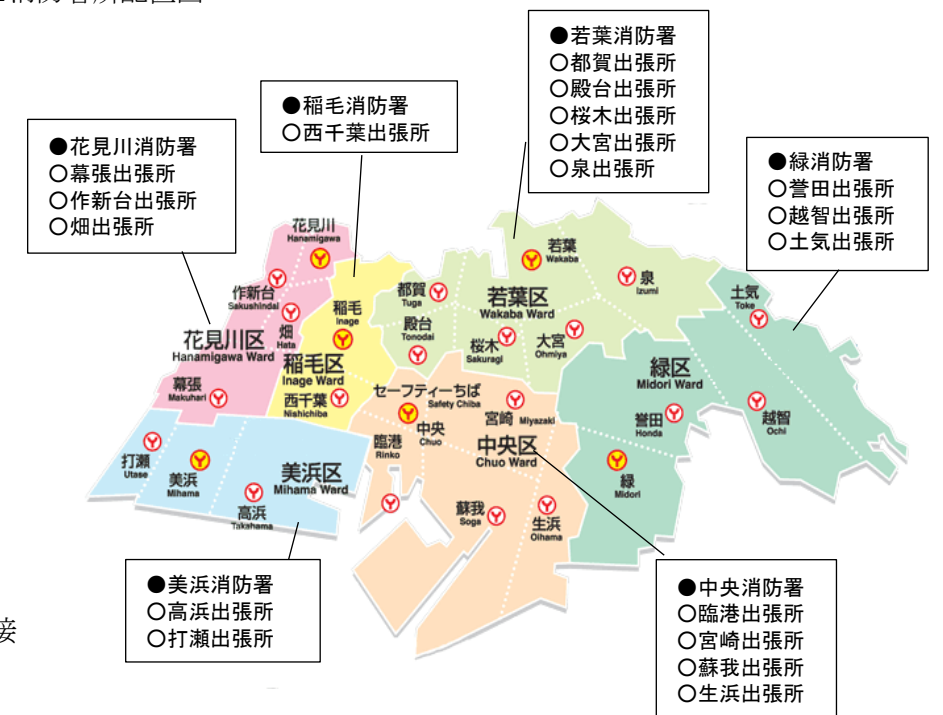 ●若葉消防署
○都賀出張所
○殿台出張所
○桜木出張所
○大宮出張所
○泉出張所
●稲毛消防署
○西千葉出張所
●花見川消防署
○幕張出張所
○作新台出張所
○畑出張所
●緑消防署
○誉田出張所
○越智出張所
○土気出張所
花見川
Hanamigawa
作新台
Sakushindai
畑
Hata
花見川区
Hanamigawa Ward
幕張
Makuhari
稲毛
Inage
稲毛区
Inage Ward
西千葉
Nishichiba
都賀
Tuga
殿台
Tonodai
若葉
Wakaba
若葉区
Wakaba Ward
桜木
Sakuragi
大宮
Ohmiya
泉
Izumi
土気
Toke
緑区
Midori Ward
誉田
Honda
越智
Ochi
緑
Midori
セーフティーちば
Safety Chiba
中央
Chuo
宮崎 Miyazaki
中央区
Chuo Ward
臨港
Rinko
蘇我
Soga
生浜
Oihama
打瀬
Utase
美浜
Mihama
高浜
Takahama
美浜区
Mihama Ward
●美浜消防署
○高浜出張所
○打瀬出張所
●中央消防署
○臨港出張所
○宮崎出張所
○蘇我出張所
○生浜出張所
接